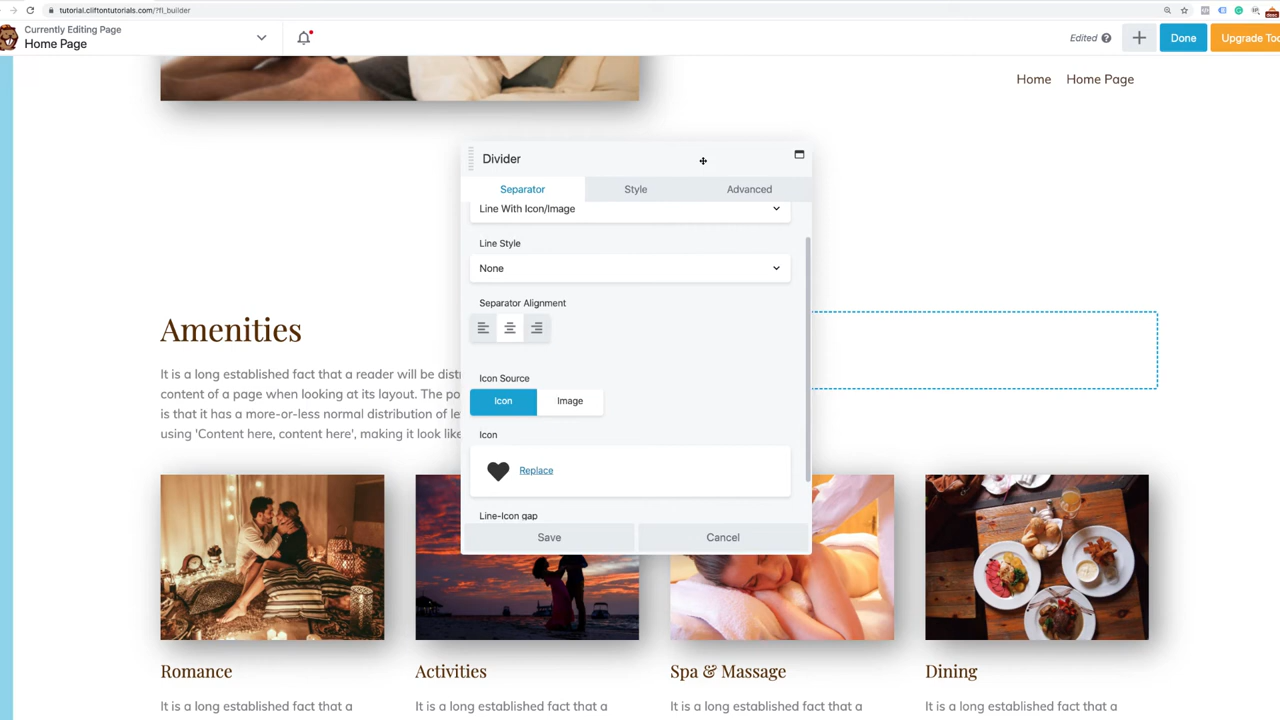 tutorial.cliftontutorials.com/?fl_builder
Currently Editing Page
Home Page
Edited
Done
Upgrade
Home
Home Page
Divider
Separator
Style
Advanced
Line With Icon/Image
Line Style
None
Separator Alignment
Icon Source
Icon
Image
Icon
Replace
Line-Icon gap
Save
Cancel
Amenities
It is a long established fact that a reader will be
content of a page when looking at its layout. The
is that it has a more-or-less normal distribution of
using 'Content here, content here', making it look
Romance
Activities
Spa & Massage
Dining
It is a long established fact that a
It is a long established fact that a
It is a long established fact that a
It is a long established fact that a